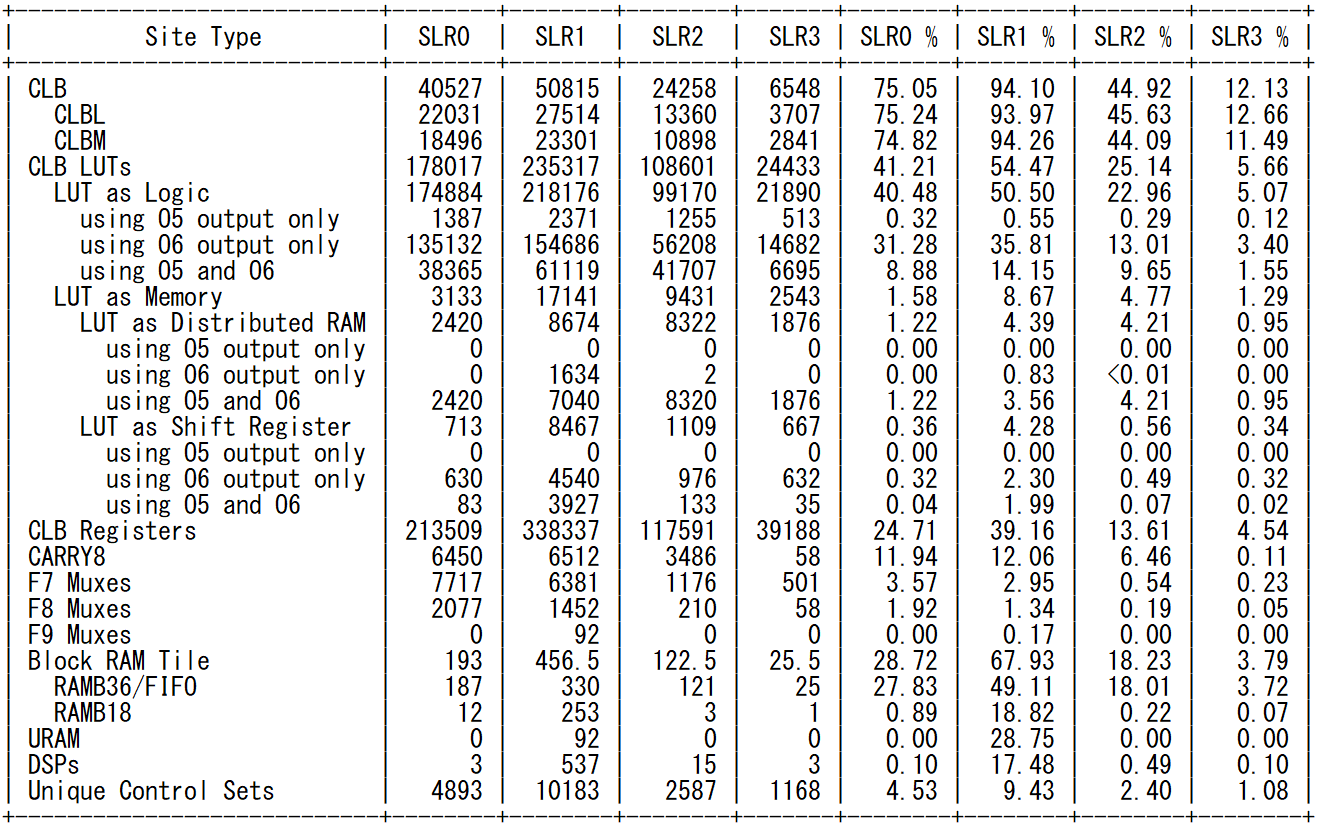 +----------------------------+--------+--------+--------+--------+--------+--------+--------+--------+
|          Site Type         |  SLR0  |  SLR1  |  SLR2  |  SLR3  | SLR0 % | SLR1 % | SLR2 % | SLR3 % |
+----------------------------+--------+--------+--------+--------+--------+--------+--------+--------+
| CLB                        |  40527 |  50815 |  24258 |   6548 |  75.05 |  94.10 |  44.92 |  12.13 |
|   CLBL                     |  22031 |  27514 |  13360 |   3707 |  75.24 |  93.97 |  45.63 |  12.66 |
|   CLBM                     |  18496 |  23301 |  10898 |   2841 |  74.82 |  94.26 |  44.09 |  11.49 |
| CLB LUTs                   | 178017 | 235317 | 108601 |  24433 |  41.21 |  54.47 |  25.14 |   5.66 |
|   LUT as Logic             | 174884 | 218176 |  99170 |  21890 |  40.48 |  50.50 |  22.96 |   5.07 |
|     using O5 output only   |   1387 |   2371 |   1255 |    513 |   0.32 |   0.55 |   0.29 |   0.12 |
|     using O6 output only   | 135132 | 154686 |  56208 |  14682 |  31.28 |  35.81 |  13.01 |   3.40 |
|     using O5 and O6        |  38365 |  61119 |  41707 |   6695 |   8.88 |  14.15 |   9.65 |   1.55 |
|   LUT as Memory            |   3133 |  17141 |   9431 |   2543 |   1.58 |   8.67 |   4.77 |   1.29 |
|     LUT as Distributed RAM |   2420 |   8674 |   8322 |   1876 |   1.22 |   4.39 |   4.21 |   0.95 |
|       using O5 output only |      0 |      0 |      0 |      0 |   0.00 |   0.00 |   0.00 |   0.00 |
|       using O6 output only |      0 |   1634 |      2 |      0 |   0.00 |   0.83 |  <0.01 |   0.00 |
|       using O5 and O6      |   2420 |   7040 |   8320 |   1876 |   1.22 |   3.56 |   4.21 |   0.95 |
|     LUT as Shift Register  |    713 |   8467 |   1109 |    667 |   0.36 |   4.28 |   0.56 |   0.34 |
|       using O5 output only |      0 |      0 |      0 |      0 |   0.00 |   0.00 |   0.00 |   0.00 |
|       using O6 output only |    630 |   4540 |    976 |    632 |   0.32 |   2.30 |   0.49 |   0.32 |
|       using O5 and O6      |     83 |   3927 |    133 |     35 |   0.04 |   1.99 |   0.07 |   0.02 |
| CLB Registers              | 213509 | 338337 | 117591 |  39188 |  24.71 |  39.16 |  13.61 |   4.54 |
| CARRY8                     |   6450 |   6512 |   3486 |     58 |  11.94 |  12.06 |   6.46 |   0.11 |
| F7 Muxes                   |   7717 |   6381 |   1176 |    501 |   3.57 |   2.95 |   0.54 |   0.23 |
| F8 Muxes                   |   2077 |   1452 |    210 |     58 |   1.92 |   1.34 |   0.19 |   0.05 |
| F9 Muxes                   |      0 |     92 |      0 |      0 |   0.00 |   0.17 |   0.00 |   0.00 |
| Block RAM Tile             |    193 |  456.5 |  122.5 |   25.5 |  28.72 |  67.93 |  18.23 |   3.79 |
|   RAMB36/FIFO              |    187 |    330 |    121 |     25 |  27.83 |  49.11 |  18.01 |   3.72 |
|   RAMB18                   |     12 |    253 |      3 |      1 |   0.89 |  18.82 |   0.22 |   0.07 |
| URAM                       |      0 |     92 |      0 |      0 |   0.00 |  28.75 |   0.00 |   0.00 |
| DSPs                       |      3 |    537 |     15 |      3 |   0.10 |  17.48 |   0.49 |   0.10 |
| Unique Control Sets        |   4893 |  10183 |   2587 |   1168 |   4.53 |   9.43 |   2.40 |   1.08 |
+----------------------------+--------+--------+--------+--------+--------+--------+--------+--------+